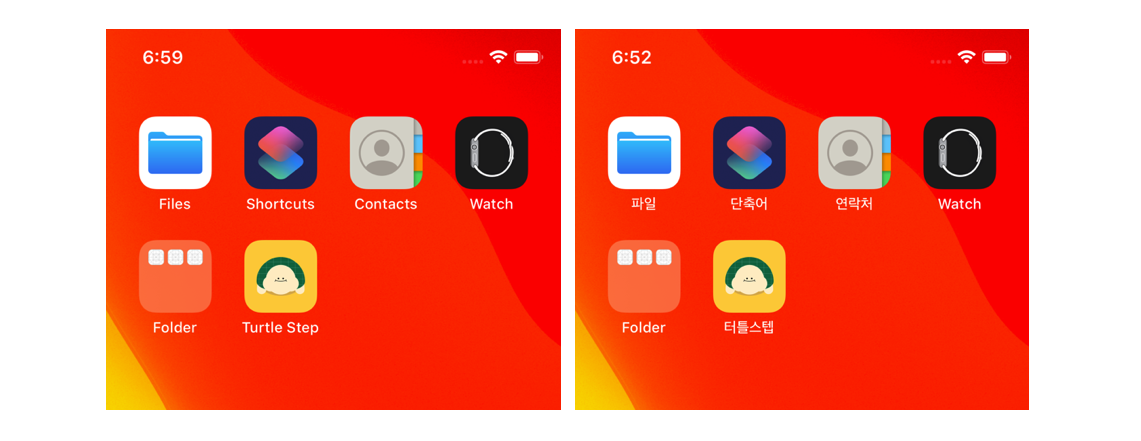 6:59
Files Shortcuts Contacts Watch
Folder Turtle Step
6:52
파일 단축어 연락처 Watch
Folder 터틀스텝